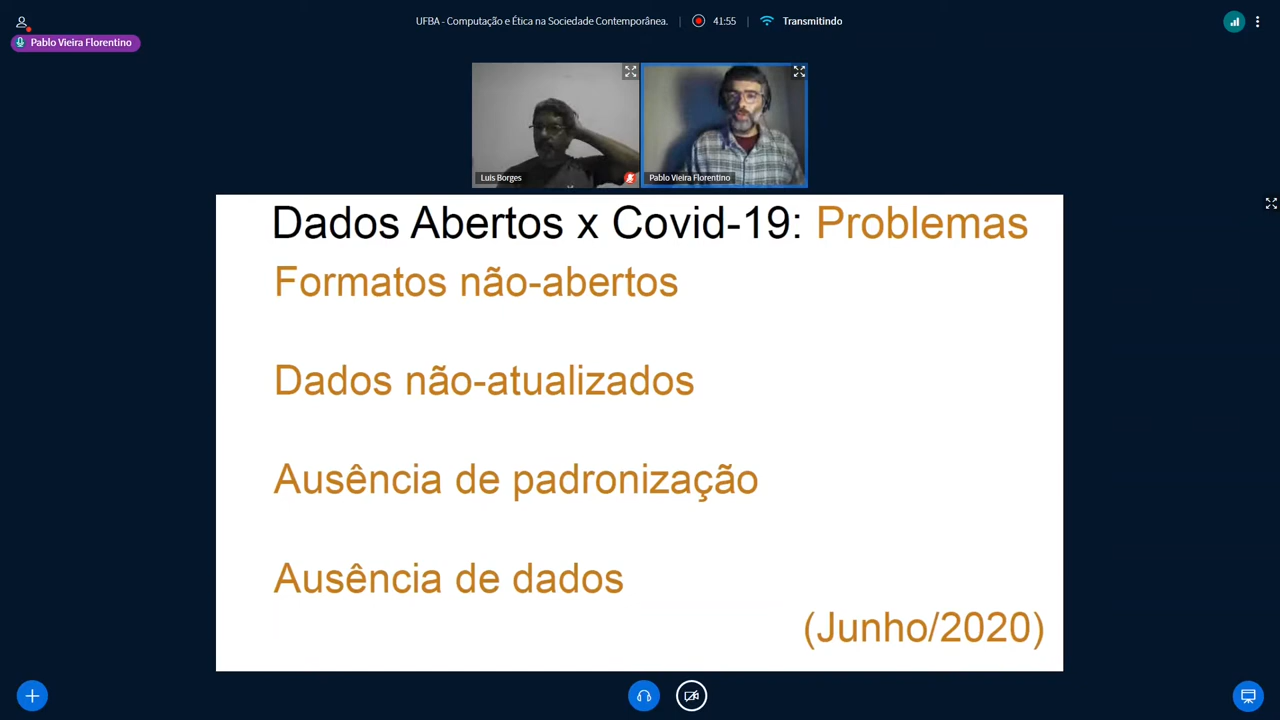 UFBA - Computação e Ética na Sociedade Contemporânea.
41:55
Transmitindo
Pablo Vieira Florentino
Luis Borges
Pablo Vieira Florentino
Dados Abertos x Covid-19: Problemas
Formatos não-abertos
Dados não-atualizados
Ausência de padronização
Ausência de dados
(Junho/2020)